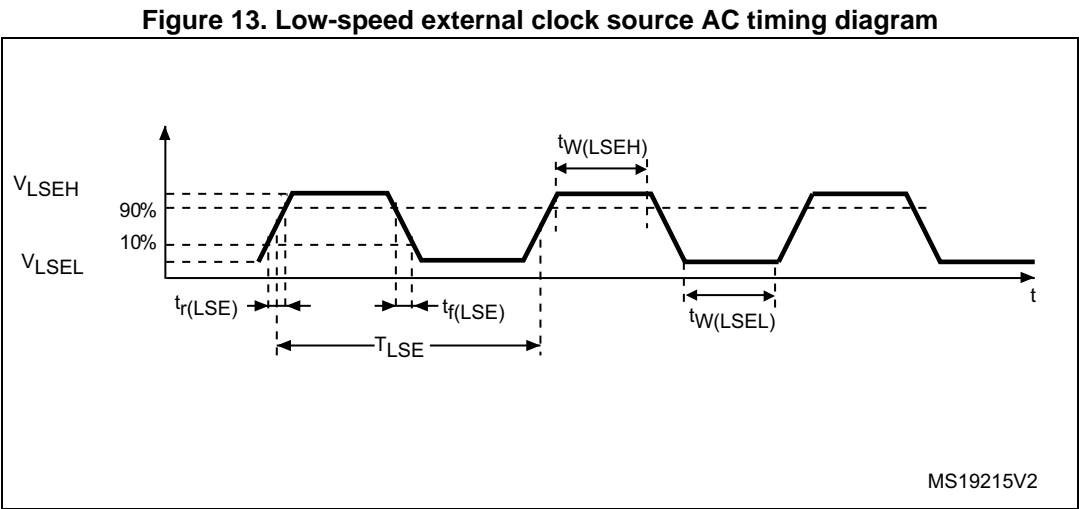 Figure 13. Low-speed external clock source AC timing diagram
tW(LSEH)
VLSEH
90%
10%
VLSEL
tr(LSE)
tf(LSE)
TLSE
tW(LSEL)
t
MS19215V2